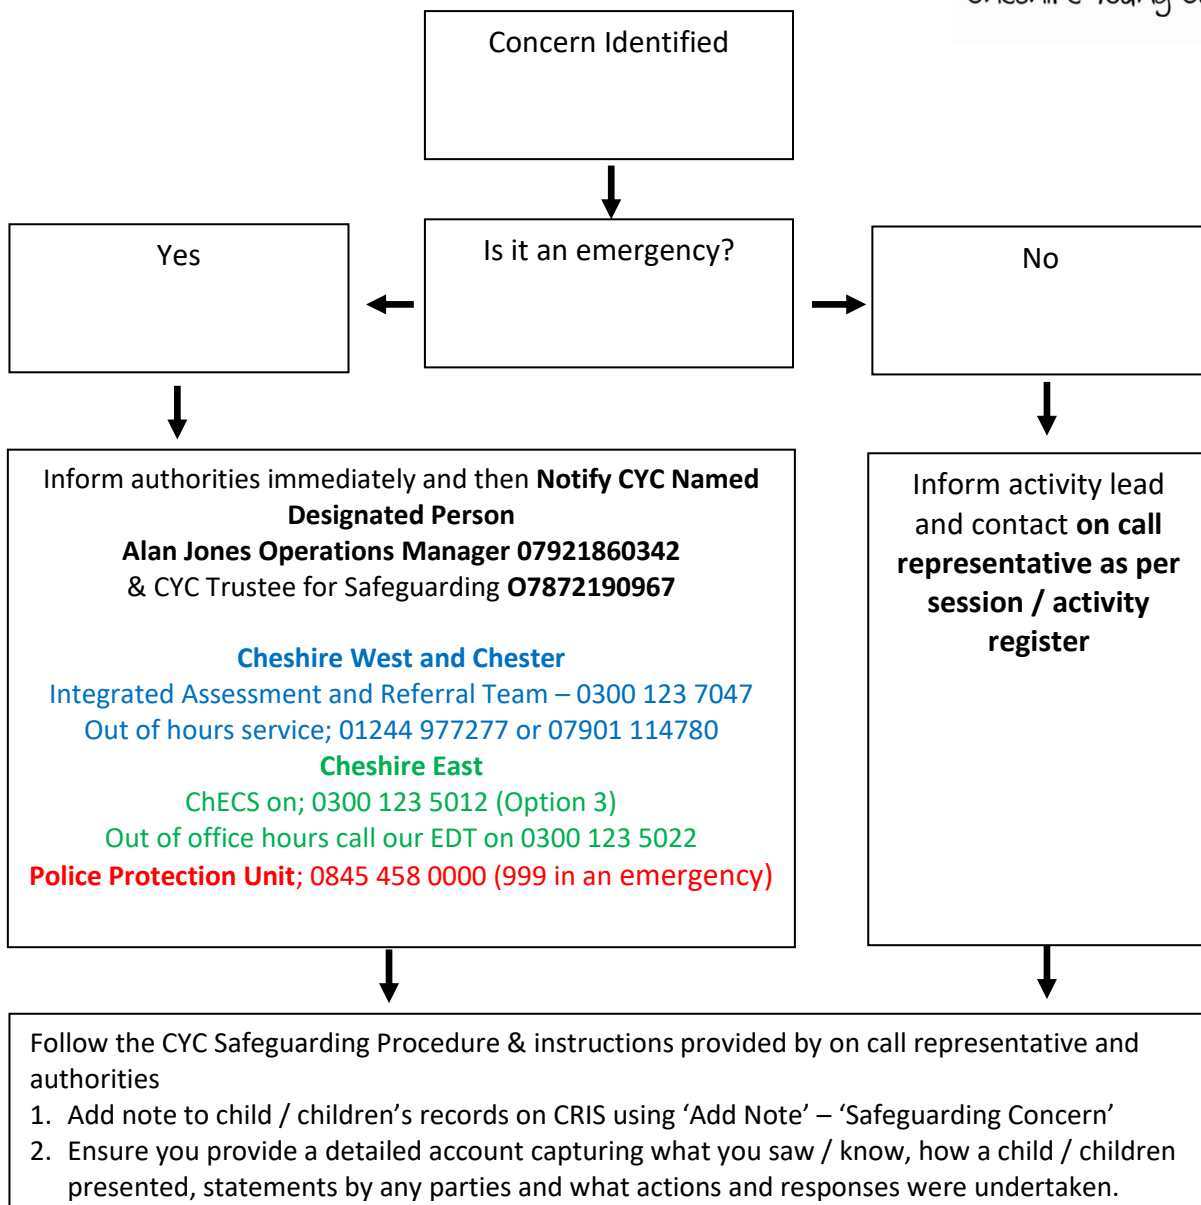 Cheshire Young
Concern Identified
Yes
Is it an emergency?
No
Inform authorities immediately and then Notify CYC Named
Designated Person
Alan Jones Operations Manager 07921860342
& CYC Trustee for Safeguarding O7872190967
Cheshire West and Chester
Integrated Assessment and Referral Team – 0300 123 7047
Out of hours service; 01244 977277 or 07901 114780
Cheshire East
ChECS on; 0300 123 5012 (Option 3)
Out of office hours call our EDT on 0300 123 5022
Police Protection Unit; 0845 458 0000 (999 in an emergency)
Inform activity lead
and contact on call
representative as per
session / activity
register
Follow the CYC Safeguarding Procedure & instructions provided by on call representative and
authorities
1. Add note to child / children’s records on CRIS using ‘Add Note’ – ‘Safeguarding Concern’
2. Ensure you provide a detailed account capturing what you saw / know, how a child / children
presented, statements by any parties and what actions and responses were undertaken.